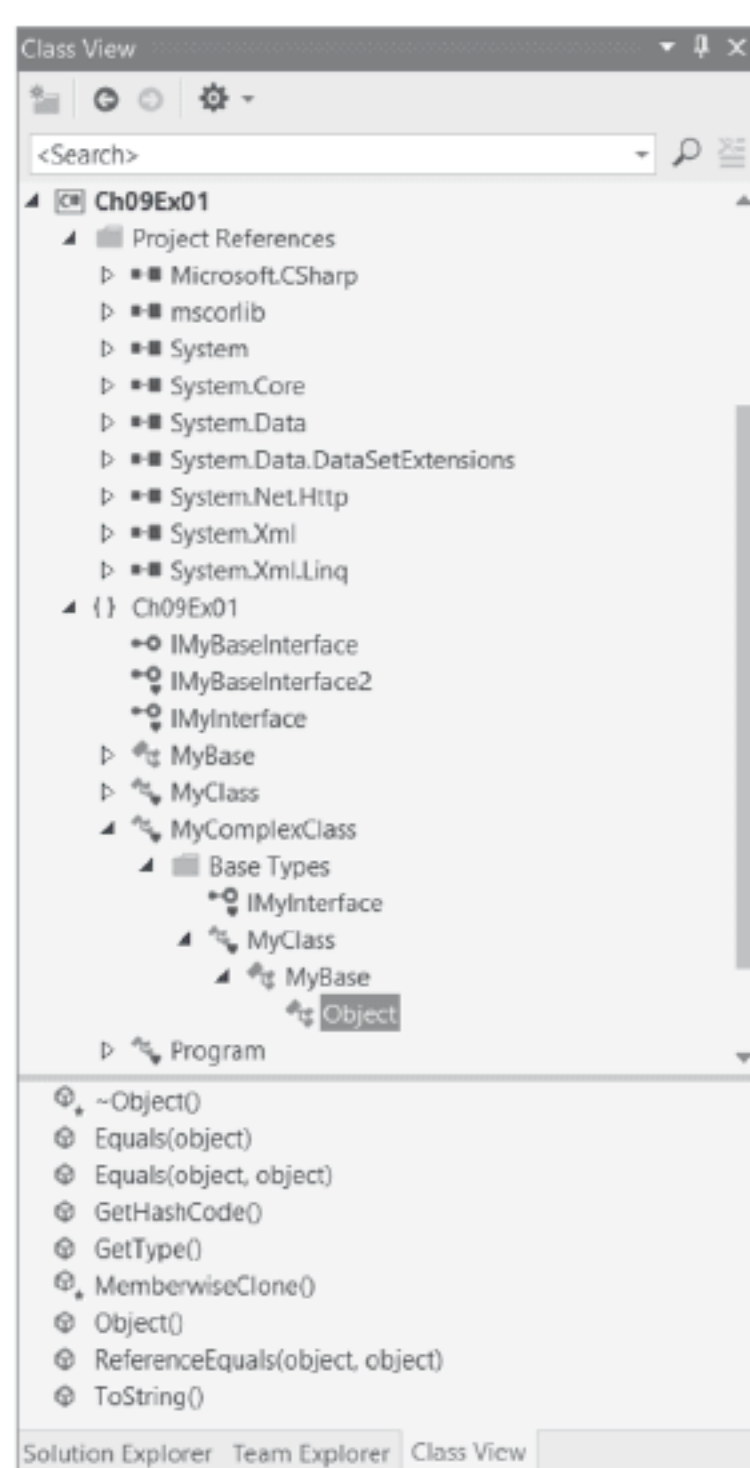 Class View
<Search>
C# Ch09Ex01
Project References
Microsoft.CSharp
mscorlib
System
System.Core
System.Data
System.Data.DataSetExtensions
System.Net.Http
System.Xml
System.Xml.Linq
{ } Ch09Ex01
IMyBaseInterface
IMyBaseInterface2
IMyInterface
MyBase
MyClass
MyComplexClass
Base Types
IMyInterface
MyClass
MyBase
Object
Program
~Object()
Equals(object)
Equals(object, object)
GetHashCode()
GetType()
MemberwiseClone()
Object()
ReferenceEquals(object, object)
ToString()
Solution Explorer Team Explorer Class View